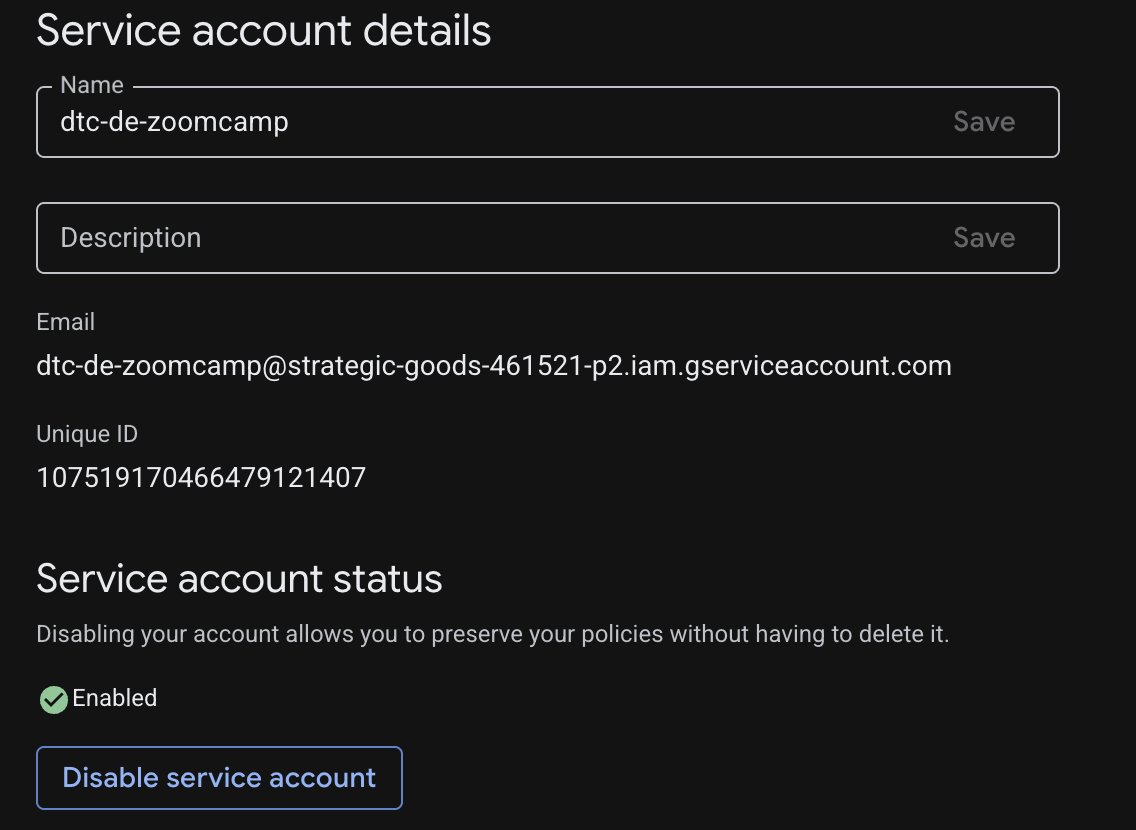 Service account details
Name
dtc-de-zoomcamp
Save
Description
Save
Email
dtc-de-zoomcamp@strategic-goods-461521-p2.iam.gserviceaccount.com
Unique ID
107519170466479121407
Service account status
Disabling your account allows you to preserve your policies without having to delete it.
Enabled
Disable service account